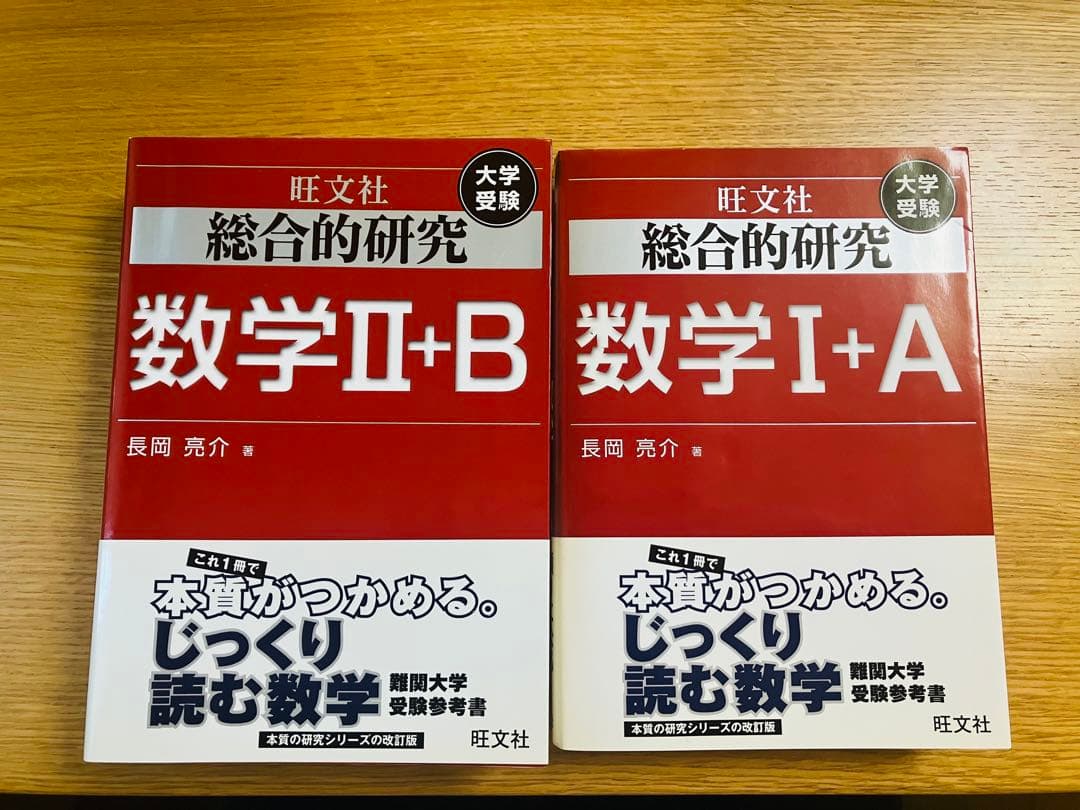 旺文社
大学
受験
総合的研究
数学Ⅱ+B
長岡 亮介 著
これ1冊で
本質がつかめる。
じっくり
読む数学
難関大学
受験参考書
本質の研究シリーズの改訂版
旺文社
旺文社
大学
受験
総合的研究
数学Ⅰ+A
長岡 亮介 著
これ1冊で
本質がつかめる。
じっくり
読む数学
難関大学
受験参考書
本質の研究シリーズの改訂版
旺文社